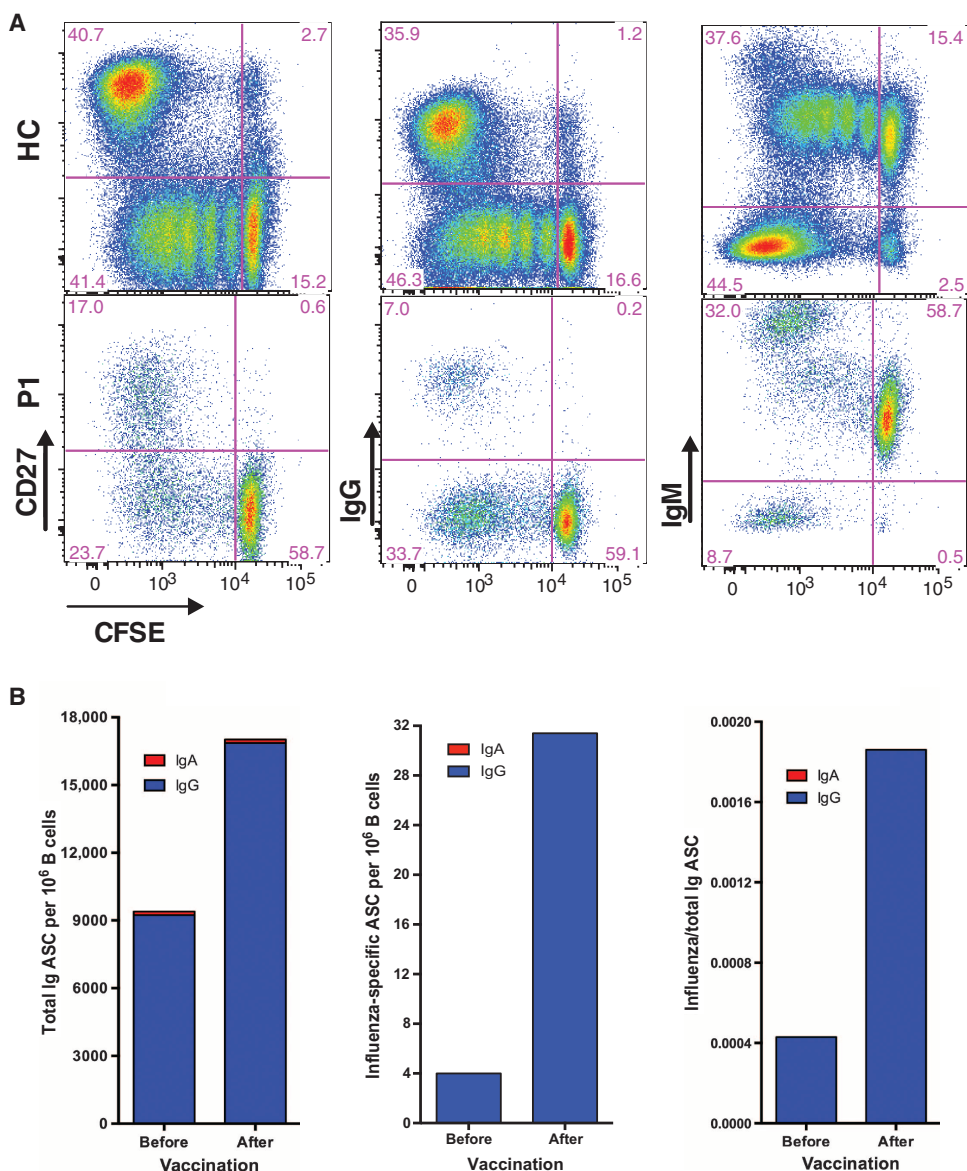 A
HC
40.7 2.7
41.4 15.2
35.9 1.2
46.3 16.6
37.6 15.4
44.5 2.5
P1
CD27
17.0 0.6
23.7 58.7
IgG
7.0 0.2
33.7 59.1
IgM
32.0 58.7
8.7 0.5
0 10³ 10⁴ 10⁵
0 10³ 10⁴ 10⁵
0 10³ 10⁴ 10⁵
CFSE
B
Total Ig ASC per 10⁶ B cells
18,000
15,000
12,000
9000
6000
3000
0
IgA
IgG
Before After
Vaccination
Influenza-specific ASC per 10⁶ B cells
32
28
24
20
16
12
8
4
0
IgA
IgG
Before After
Vaccination
Influenza/total Ig ASC
0.0020
0.0016
0.0012
0.0008
0.0004
0.0000
IgA
IgG
Before After
Vaccination